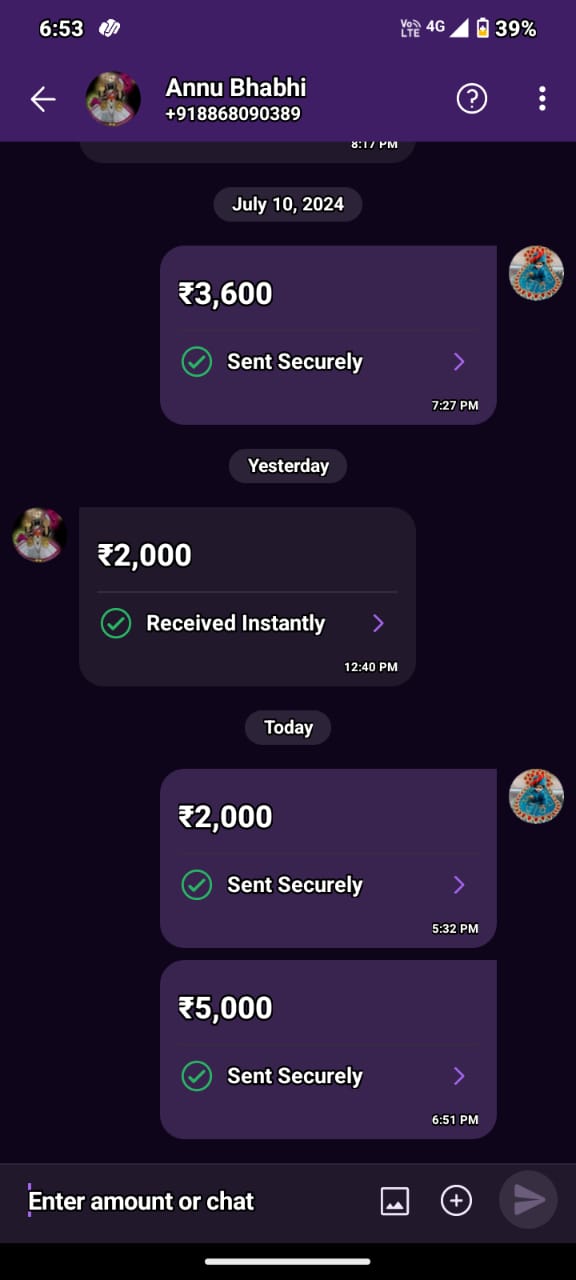 6:53 Vo LTE 4G 39%
Annu Bhabhi
+918868090389
8:17 PM
July 10, 2024
₹3,600
Sent Securely
7:27 PM
Yesterday
₹2,000
Received Instantly
12:40 PM
Today
₹2,000
Sent Securely
5:32 PM
₹5,000
Sent Securely
6:51 PM
Enter amount or chat